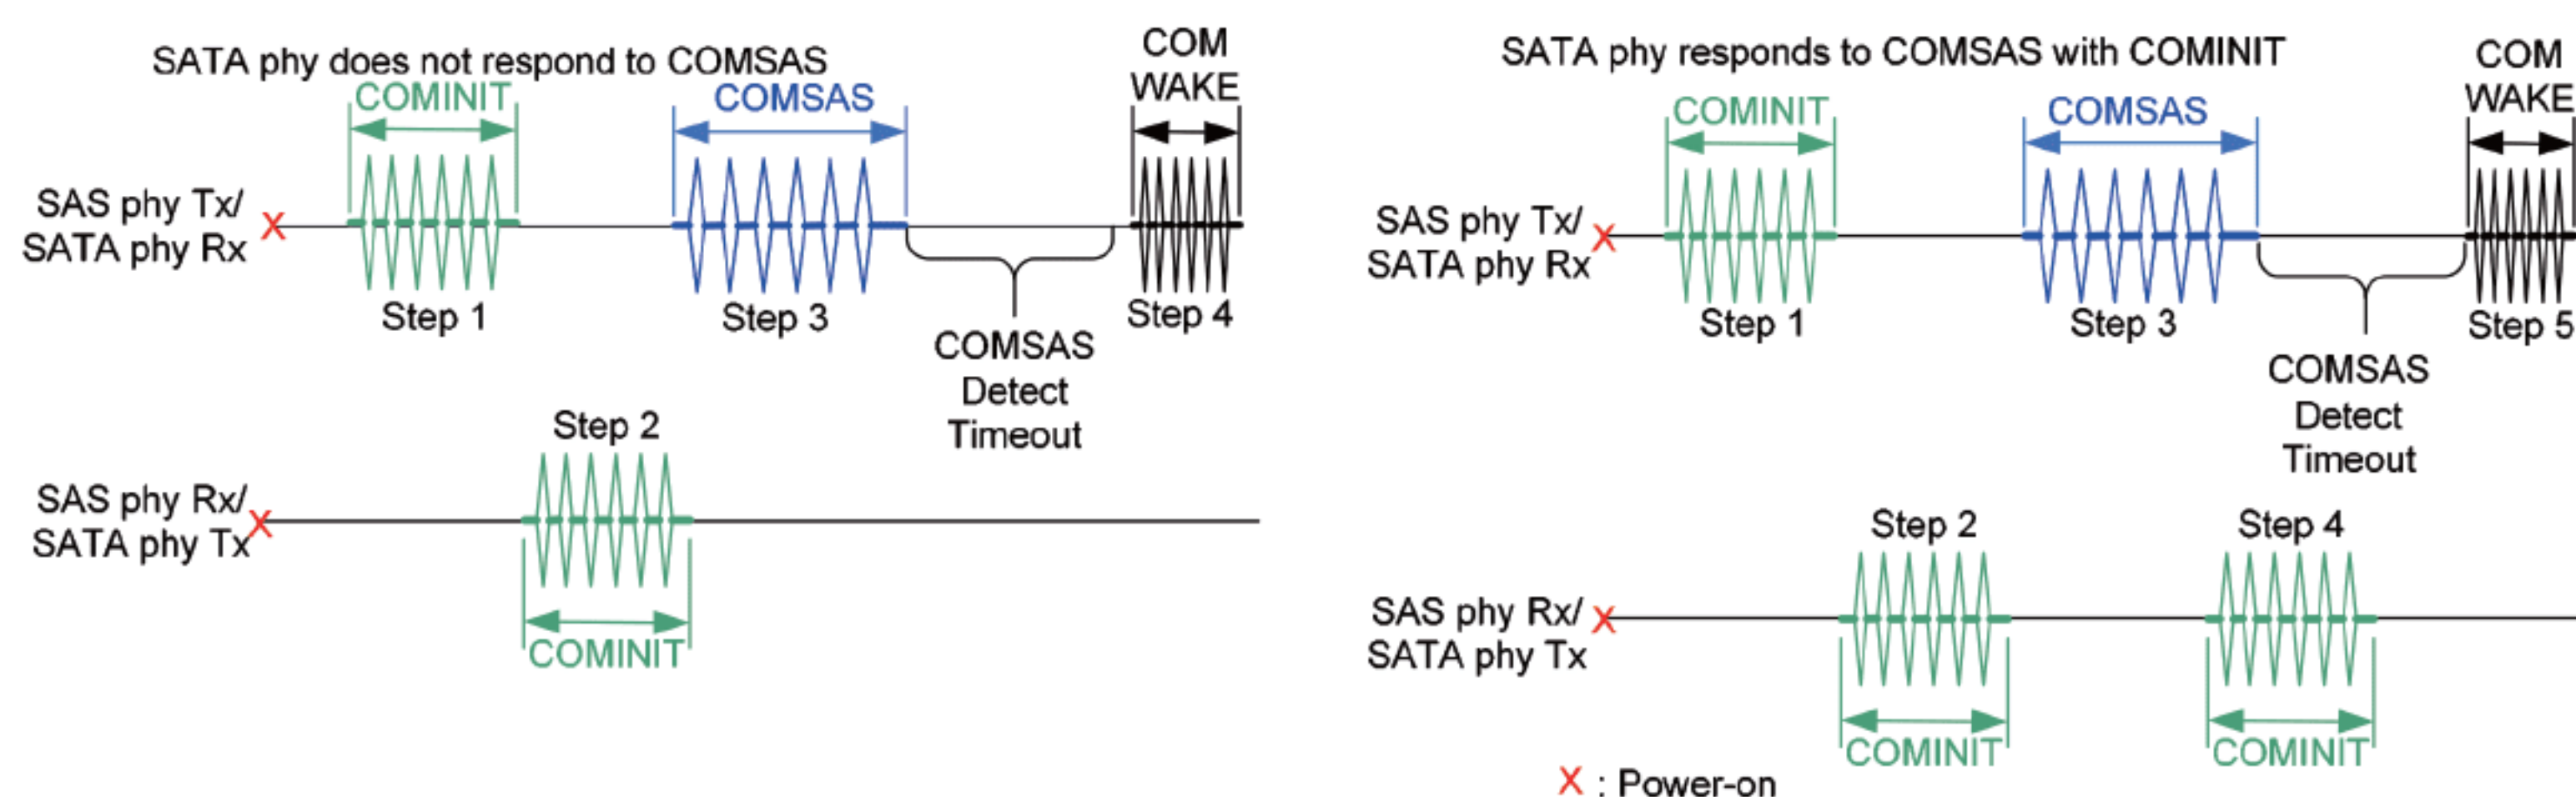 SATA phy does not respond to COMSAS
COMINIT
COMSAS
COM
WAKE
SAS phy Tx/
SATA phy Rx
Step 1
Step 3
Step 4
COMSAS
Detect
Timeout
Step 2
SAS phy Rx/
SATA phy Tx
COMINIT
SATA phy responds to COMSAS with COMINIT
COMINIT
COMSAS
COM
WAKE
SAS phy Tx/
SATA phy Rx
Step 1
Step 3
Step 5
COMSAS
Detect
Timeout
Step 2
Step 4
SAS phy Rx/
SATA phy Tx
COMINIT
COMINIT
X : Power-on